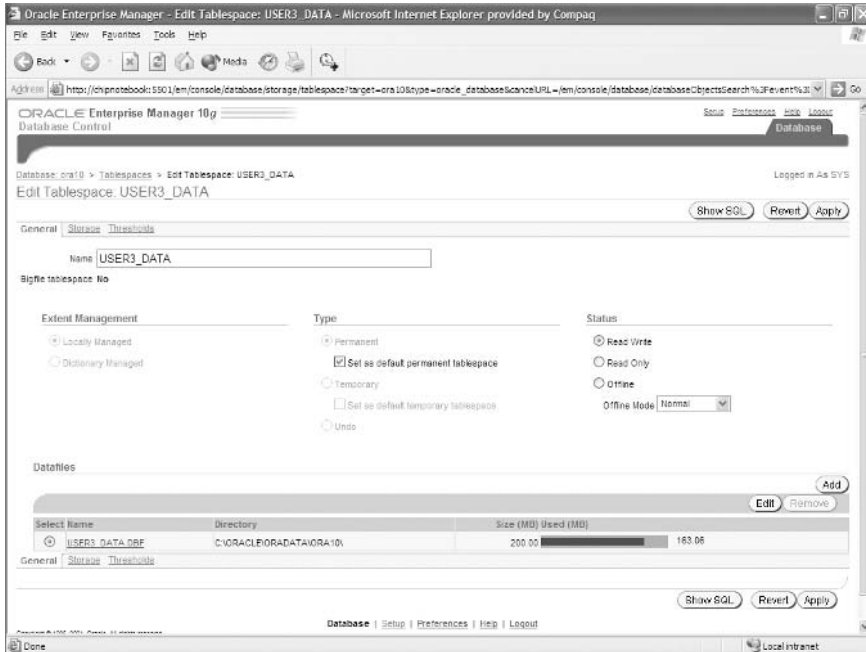 Oracle Enterprise Manager - Edit Tablespace: USER3_DATA - Microsoft Internet Explorer provided by Compaq
File Edit View Favorites Tools Help
Back Media
Address http://chipnotebook:5501/em/console/database/storage/tablespace?target=ora10&type=oracle_database&cancelURL=/em/console/database/databaseObjectsSearch%3Fevent%3D Go
ORACLE Enterprise Manager 10g
Database Control
Setup Preferences Help Logout
Database
Database: ora10 > Tablespaces > Edit Tablespace: USER3_DATA Logged in As SYS
Edit Tablespace: USER3_DATA
Show SQL Revert Apply
General Storage Thresholds
Name USER3_DATA
Bigfile tablespace No
Extent Management Type Status
Locally Managed Permanent Read Write
Set as default permanent tablespace Read Only
Dictionary Managed Temporary Offline
Set as default temporary tablespace Offline Mode Normal
Undo
Datafiles
Add
Edit Remove
Select Name Directory Size (MB) Used (MB)
USER3_DATA.DBF C:\ORACLE\ORADATA\ORA10\ 200.00 163.06
General Storage Thresholds
Show SQL Revert Apply
Database | Setup | Preferences | Help | Logout
Done Local intranet